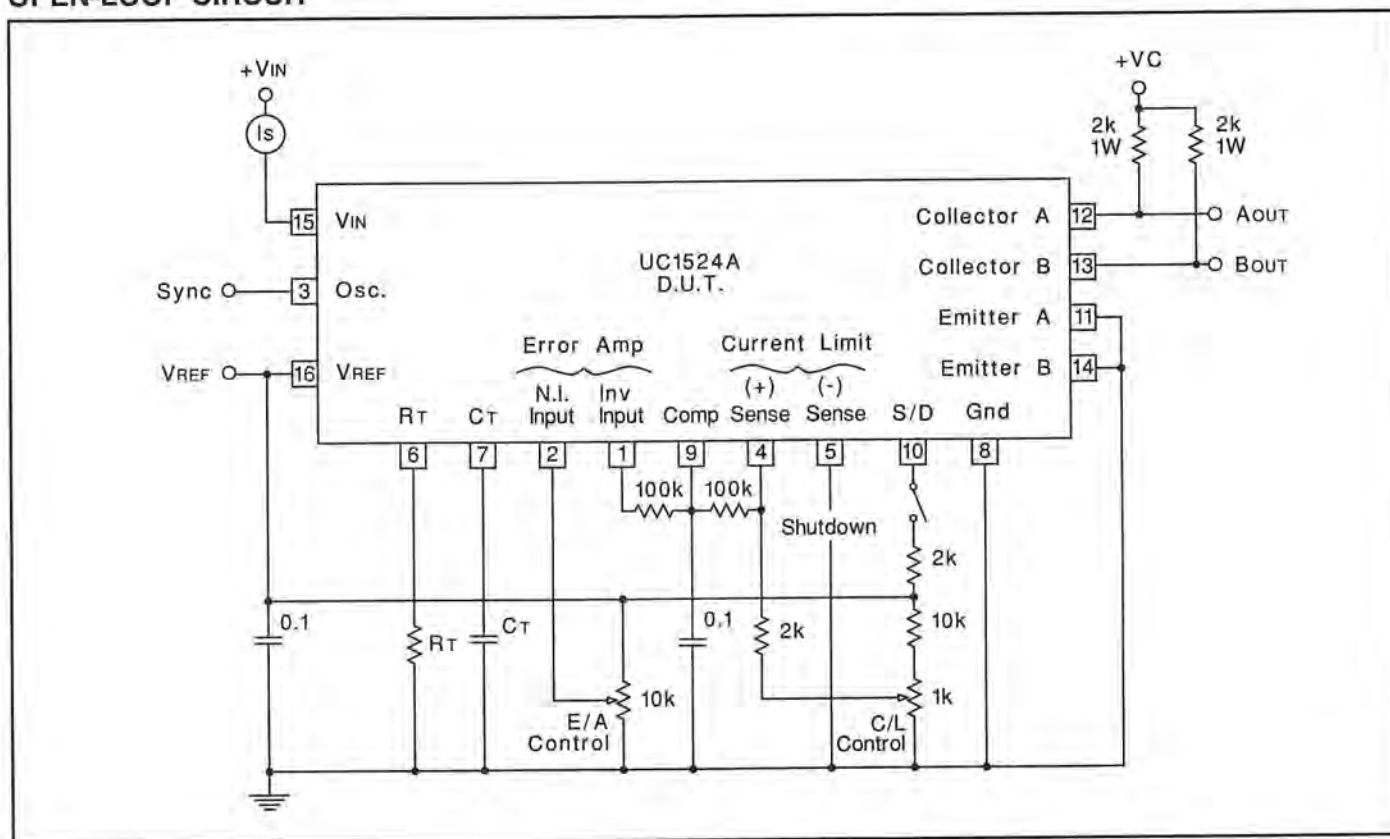 OPEN-LOOP CIRCUIT
+VIN
Is
+VC
2k
1W
2k
1W
15
VIN
Collector A
12
AOUT
UC1524A
D.U.T.
Collector B
13
BOUT
Sync
3
Osc.
Emitter A
11
Error Amp
Current Limit
VREF
16
VREF
Emitter B
14
N.I.
Input
Inv
Input
(+)
Sense
(-)
Sense
RT
CT
Comp
S/D
Gnd
6
7
2
1
9
4
5
10
8
100k
100k
Shutdown
2k
0.1
RT
CT
0.1
2k
10k
10k
1k
E/A
Control
C/L
Control